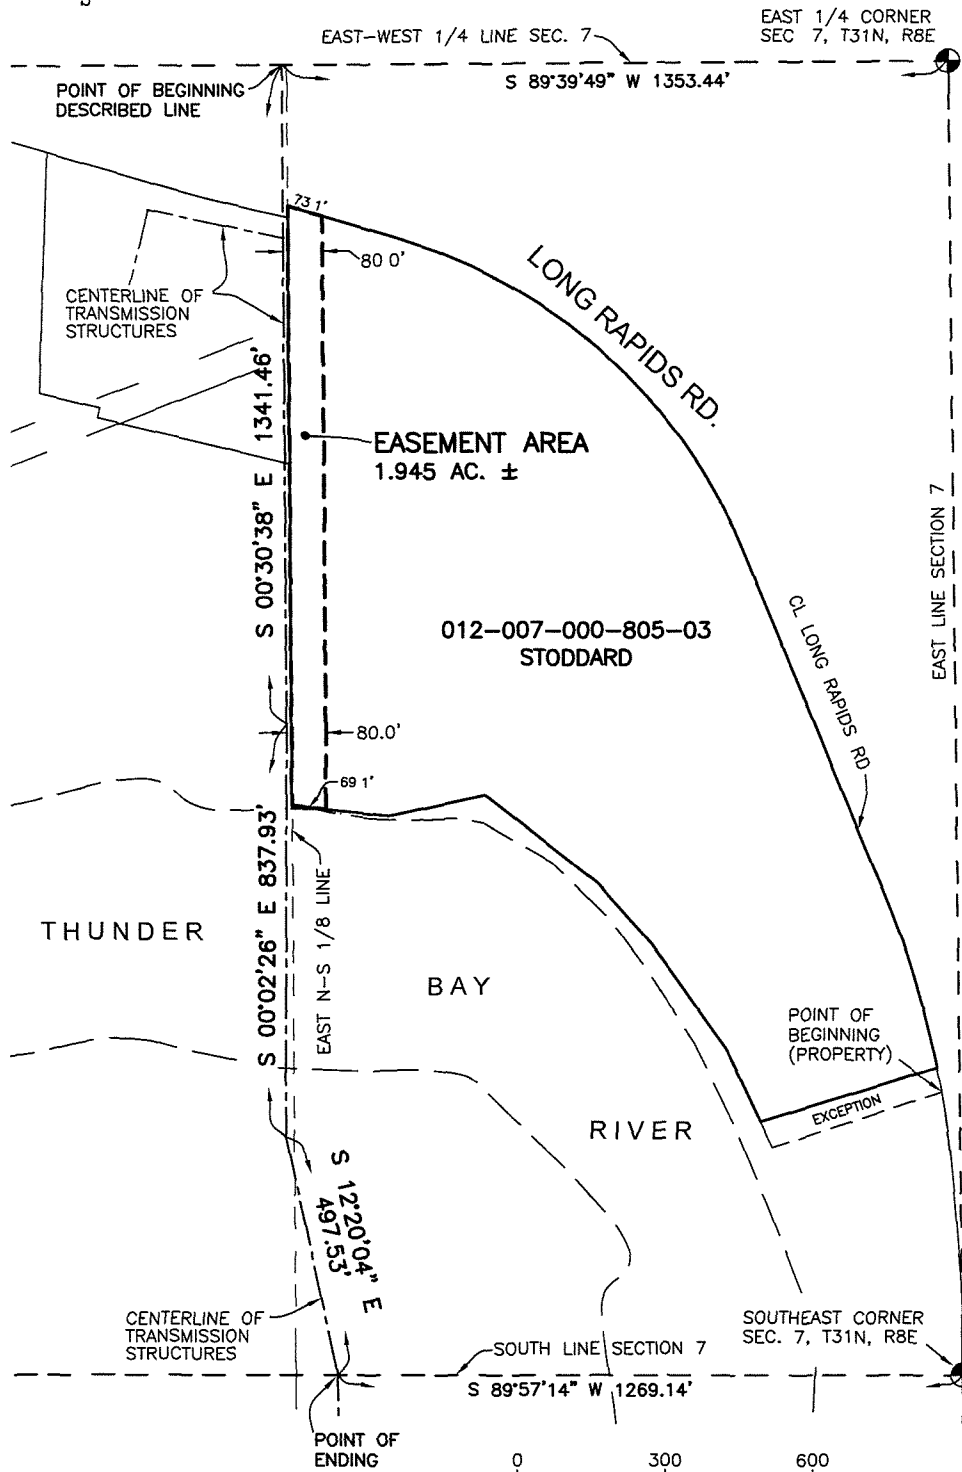 EAST 1/4 CORNER
SEC 7, T31N, R8E
EAST-WEST 1/4 LINE SEC. 7
S 89°39'49" W 1353.44'
POINT OF BEGINNING
DESCRIBED LINE
73 1'
80 0'
LONG RAPIDS RD.
CENTERLINE OF
TRANSMISSION
STRUCTURES
S 00°30'38" E 1341.46'
EASEMENT AREA
1.945 AC. ±
EAST LINE SECTION 7
012-007-000-805-03
STODDARD
CL LONG RAPIDS RD
80.0'
69 1'
S 00°02'26" E 837.93'
EAST N-S 1/8 LINE
THUNDER
BAY
RIVER
POINT OF
BEGINNING
(PROPERTY)
EXCEPTION
S 12°20'04" E
497.53'
CENTERLINE OF
TRANSMISSION
STRUCTURES
SOUTHEAST CORNER
SEC. 7, T31N, R8E
SOUTH LINE SECTION 7
S 89°57'14" W 1269.14'
POINT OF
ENDING
0 300 600